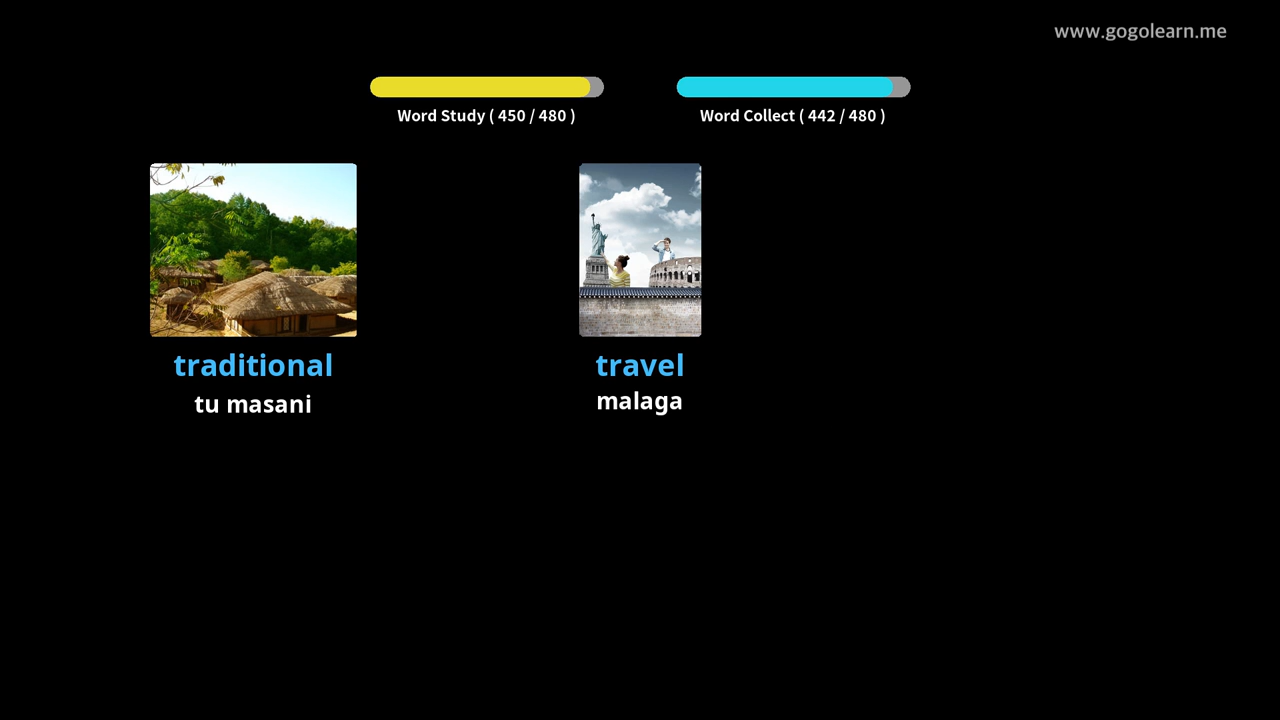 www.gogolearn.me
Word Study ( 450 / 480 )
Word Collect ( 442 / 480 )
traditional
tu masani
travel
malaga